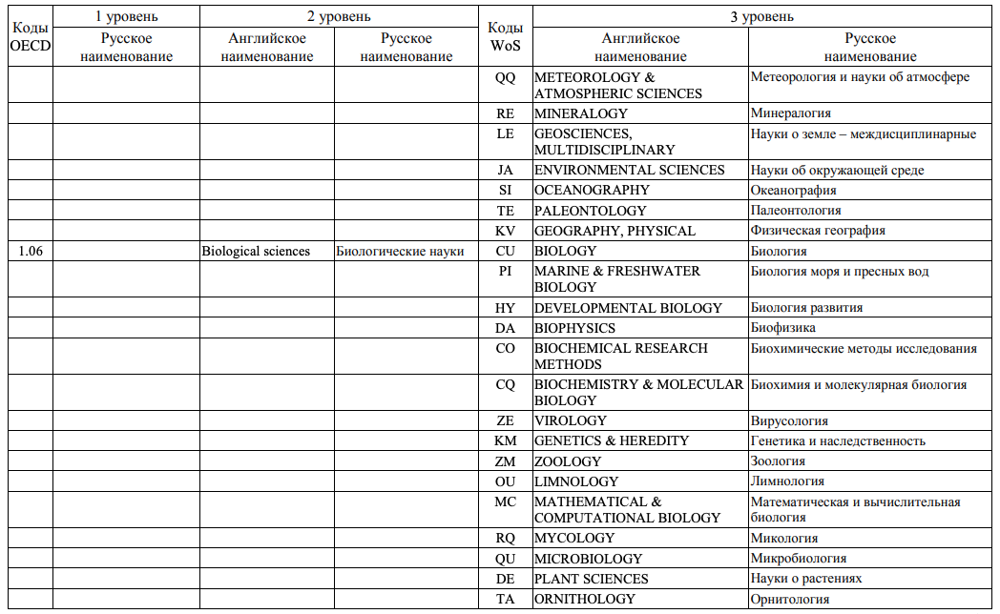 Коды OECD 1 уровень 2 уровень Коды WoS 3 уровень
Русское наименование Английское наименование Русское наименование Английское наименование Русское наименование
QQ METEOROLOGY & ATMOSPHERIC SCIENCES Метеорология и науки об атмосфере
RE MINERALOGY Минералогия
LE GEOSCIENCES, MULTIDISCIPLINARY Науки о земле – междисциплинарные
JA ENVIRONMENTAL SCIENCES Науки об окружающей среде
SI OCEANOGRAPHY Океанография
TE PALEONTOLOGY Палеонтология
KV GEOGRAPHY, PHYSICAL Физическая география
1.06 Biological sciences Биологические науки CU BIOLOGY Биология
PI MARINE & FRESHWATER BIOLOGY Биология моря и пресных вод
HY DEVELOPMENTAL BIOLOGY Биология развития
DA BIOPHYSICS Биофизика
CO BIOCHEMICAL RESEARCH METHODS Биохимические методы исследования
CQ BIOCHEMISTRY & MOLECULAR BIOLOGY Биохимия и молекулярная биология
ZE VIROLOGY Вирусология
KM GENETICS & HEREDITY Генетика и наследственность
ZM ZOOLOGY Зоология
OU LIMNOLOGY Лимнология
MC MATHEMATICAL & COMPUTATIONAL BIOLOGY Математическая и вычислительная биология
RQ MYCOLOGY Микология
QU MICROBIOLOGY Микробиология
DE PLANT SCIENCES Науки о растениях
TA ORNITHOLOGY Орнитология